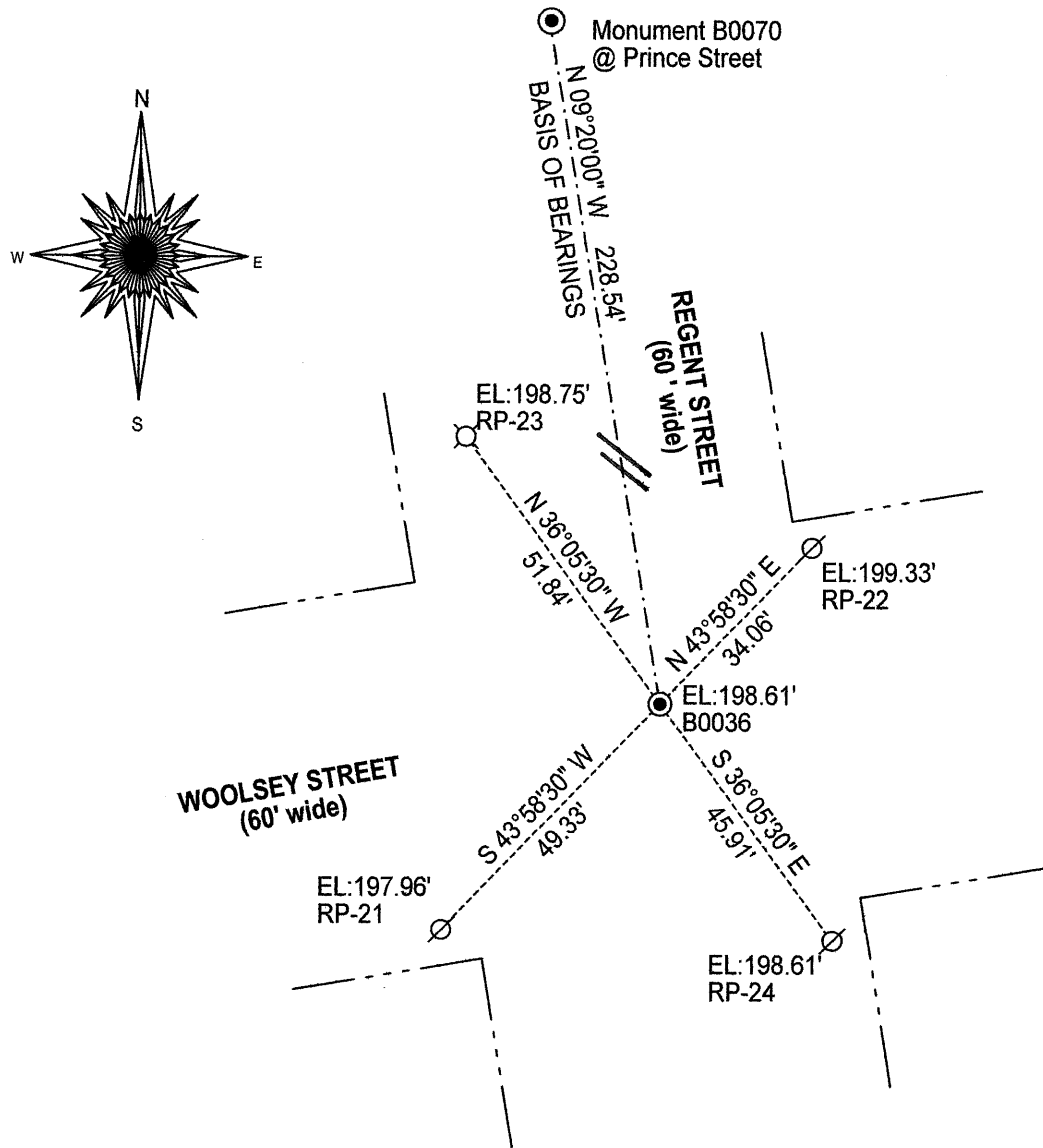 Monument B0070
@ Prince Street
N
W
E
S
N 09°20'00" W 228.54'
BASIS OF BEARINGS
REGENT STREET
(60' wide)
EL:198.75'
RP-23
N 36°05'30" W
51.84'
EL:199.33'
RP-22
N 43°58'30" E
34.06'
EL:198.61'
B0036
WOOLSEY STREET
(60' wide)
S 43°58'30" W
49.33'
S 36°05'30" E
45.91'
EL:197.96'
RP-21
EL:198.61'
RP-24